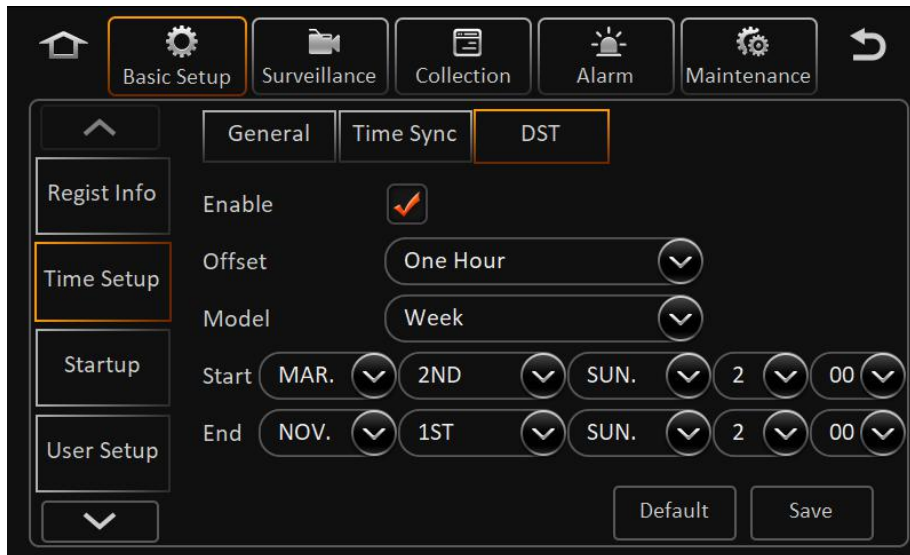 Basic Setup Surveillance Collection Alarm Maintenance
General Time Sync DST
Regist Info
Enable
Offset One Hour
Time Setup
Model Week
Startup
Start MAR. 2ND SUN. 2 00
End NOV. 1ST SUN. 2 00
User Setup
Default Save